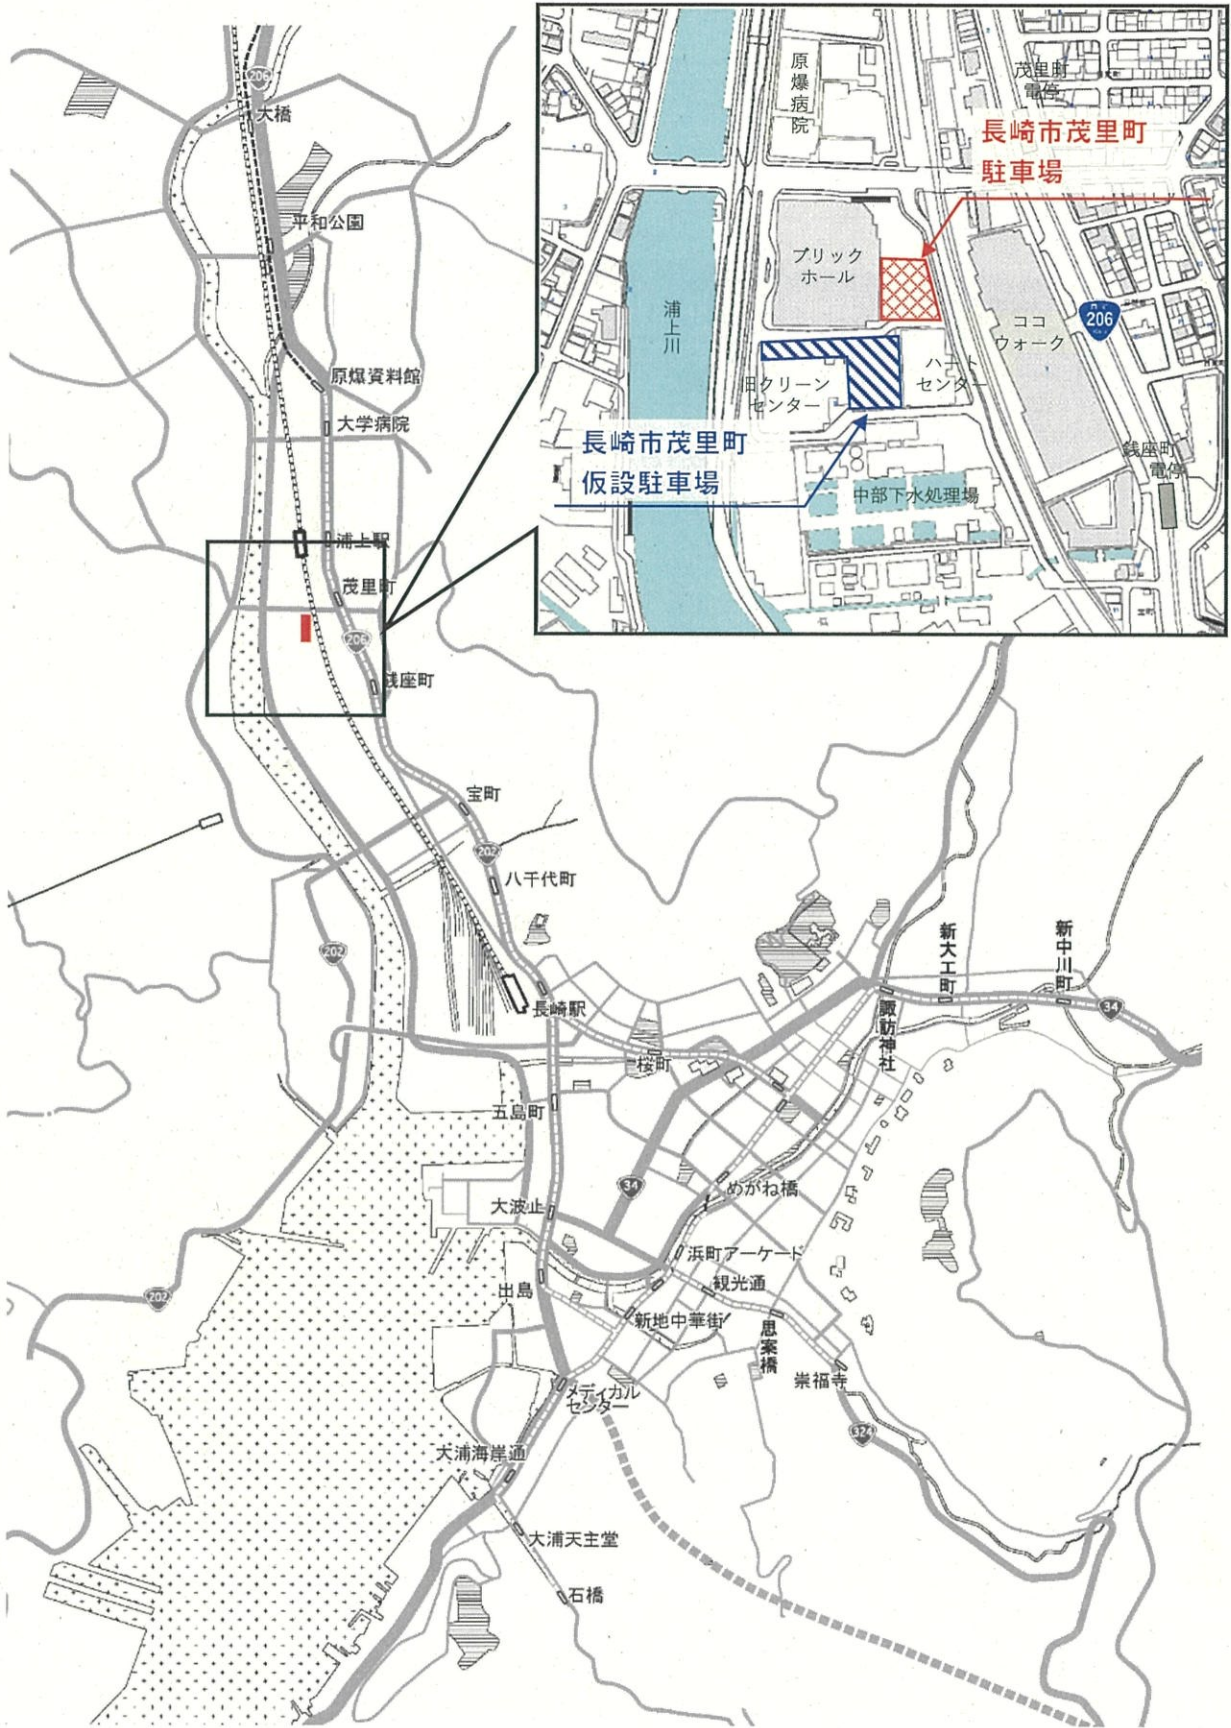 206
大橋
平和公園
原爆資料館
大学病院
浦上駅
茂里町
206
銭座町
宝町
202
八千代町
202
長崎駅
桜町
五島町
34
大波止
めがね橋
浜町アーケード
出島
観光通
新地中華街
思案橋
崇福寺
メディカル
センター
324
大浦海岸通
大浦天主堂
石橋
202
諏訪神社
新大工町
新中川町
34
原爆病院
茂里町
電停
長崎市茂里町
駐車場
ブリック
ホール
浦上川
ココ
ウォーク
206
旧クリーン
センター
ハート
センター
長崎市茂里町
仮設駐車場
中部下水処理場
銭座町
電停
宝町